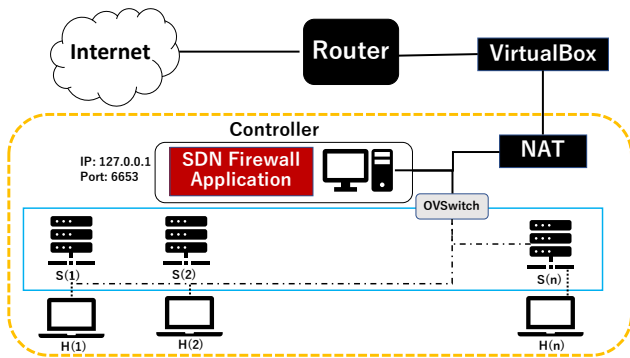 Internet
Router
VirtualBox
Controller
NAT
IP: 127.0.0.1
Port: 6653
SDN Firewall
Application
OVSwitch
S(1)
S(2)
S(n)
H(1)
H(2)
H(n)